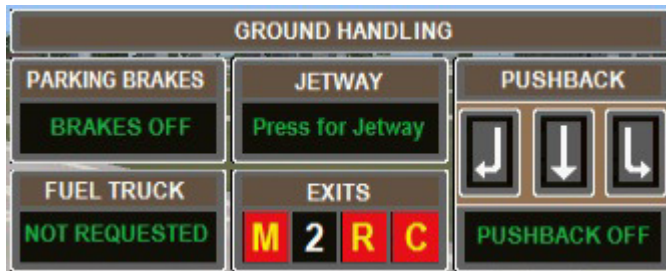 GROUND HANDLING
PARKING BRAKES
BRAKES OFF
JETWAY
Press for Jetway
PUSHBACK
FUEL TRUCK
NOT REQUESTED
EXITS
M 2 R C
PUSHBACK OFF